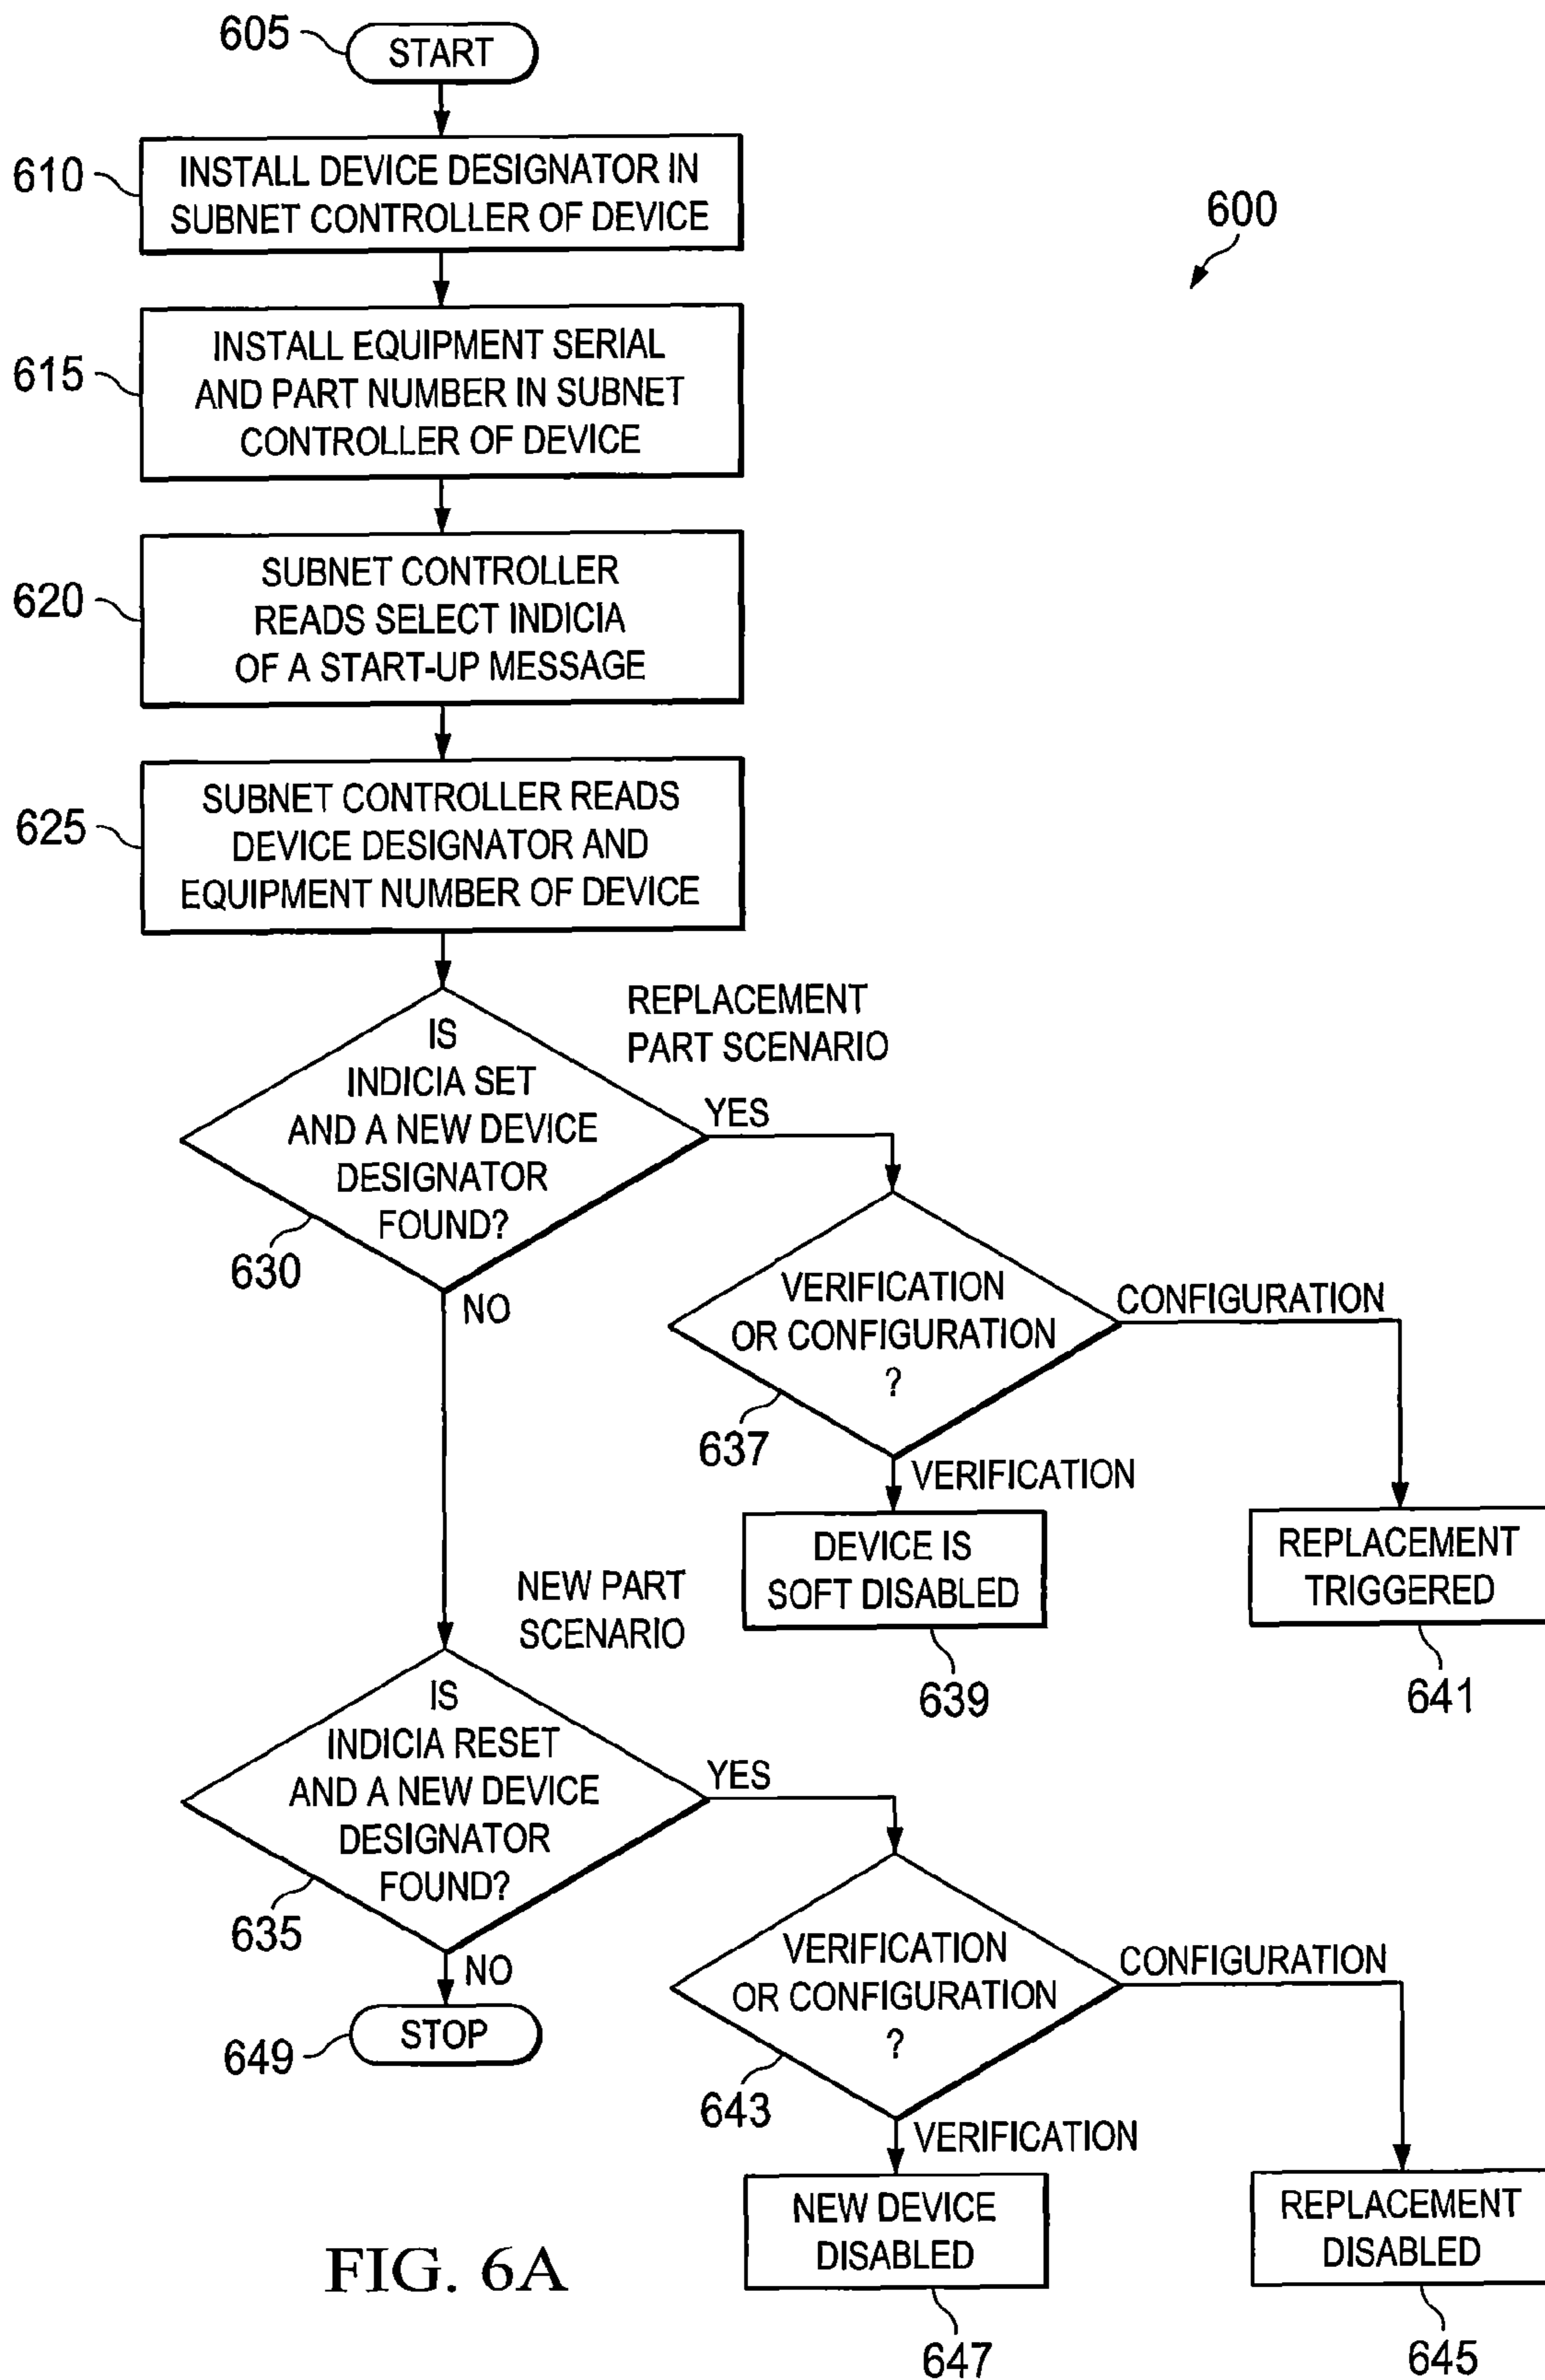 605
START
610
INSTALL DEVICE DESIGNATOR IN
SUBNET CONTROLLER OF DEVICE
600
615
INSTALL EQUIPMENT SERIAL
AND PART NUMBER IN SUBNET
CONTROLLER OF DEVICE
620
SUBNET CONTROLLER
READS SELECT INDICIA
OF A START-UP MESSAGE
625
SUBNET CONTROLLER READS
DEVICE DESIGNATOR AND
EQUIPMENT NUMBER OF DEVICE
REPLACEMENT
PART SCENARIO
IS
INDICIA SET
AND A NEW DEVICE
DESIGNATOR
FOUND?
YES
630
NO
VERIFICATION
OR CONFIGURATION
?
CONFIGURATION
637
VERIFICATION
DEVICE IS
SOFT DISABLED
639
REPLACEMENT
TRIGGERED
641
NEW PART
SCENARIO
IS
INDICIA RESET
AND A NEW DEVICE
DESIGNATOR
FOUND?
YES
635
NO
649
STOP
VERIFICATION
OR CONFIGURATION
?
CONFIGURATION
643
VERIFICATION
NEW DEVICE
DISABLED
647
REPLACEMENT
DISABLED
645
FIG. 6A